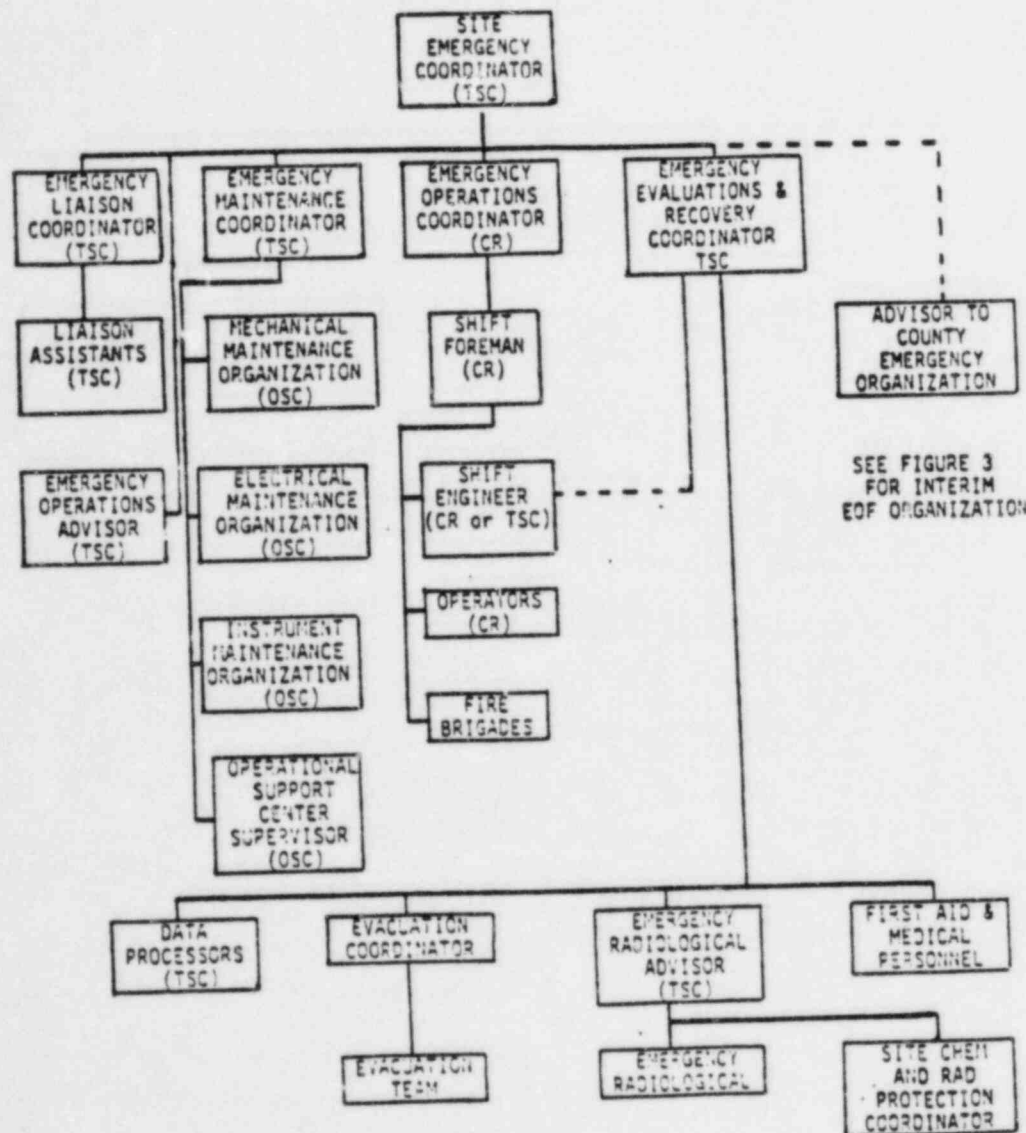 SITE
EMERGENCY
COORDINATOR
(TSC)
EMERGENCY
LIAISON
COORDINATOR
(TSC)
EMERGENCY
MAINTENANCE
COORDINATOR
(TSC)
EMERGENCY
OPERATIONS
COORDINATOR
(CR)
EMERGENCY
EVALUATIONS &
RECOVERY
COORDINATOR
TSC
LIAISON
ASSISTANTS
(TSC)
MECHANICAL
MAINTENANCE
ORGANIZATION
(OSC)
SHIFT
FOREMAN
(CR)
ADVISOR TO
COUNTY
EMERGENCY
ORGANIZATION
EMERGENCY
OPERATIONS
ADVISOR
(TSC)
ELECTRICAL
MAINTENANCE
ORGANIZATION
(OSC)
SHIFT
ENGINEER
(CR or TSC)
SEE FIGURE 3
FOR INTERIM
EOF ORGANIZATION
INSTRUMENT
MAINTENANCE
ORGANIZATION
(OSC)
OPERAYORS
(CR)
FIRE
BRIGADES
OPERATIONAL
SUPPORT
CENTER
SUPERVISOR
(OSC)
DATA
PROCESSORS
(TSC)
EVACLATION
COORDINATOR
EMERGENCY
RADIOLOGICAL
ADVISOR
(TSC)
FIRST AID &
MEDICAL
PERSONNEL
EVACUATION
TEAM
EMERGENCY
RADIOLOGICAL
SITE CHEM
AND RAD
PROTECTION
COORDINATOR